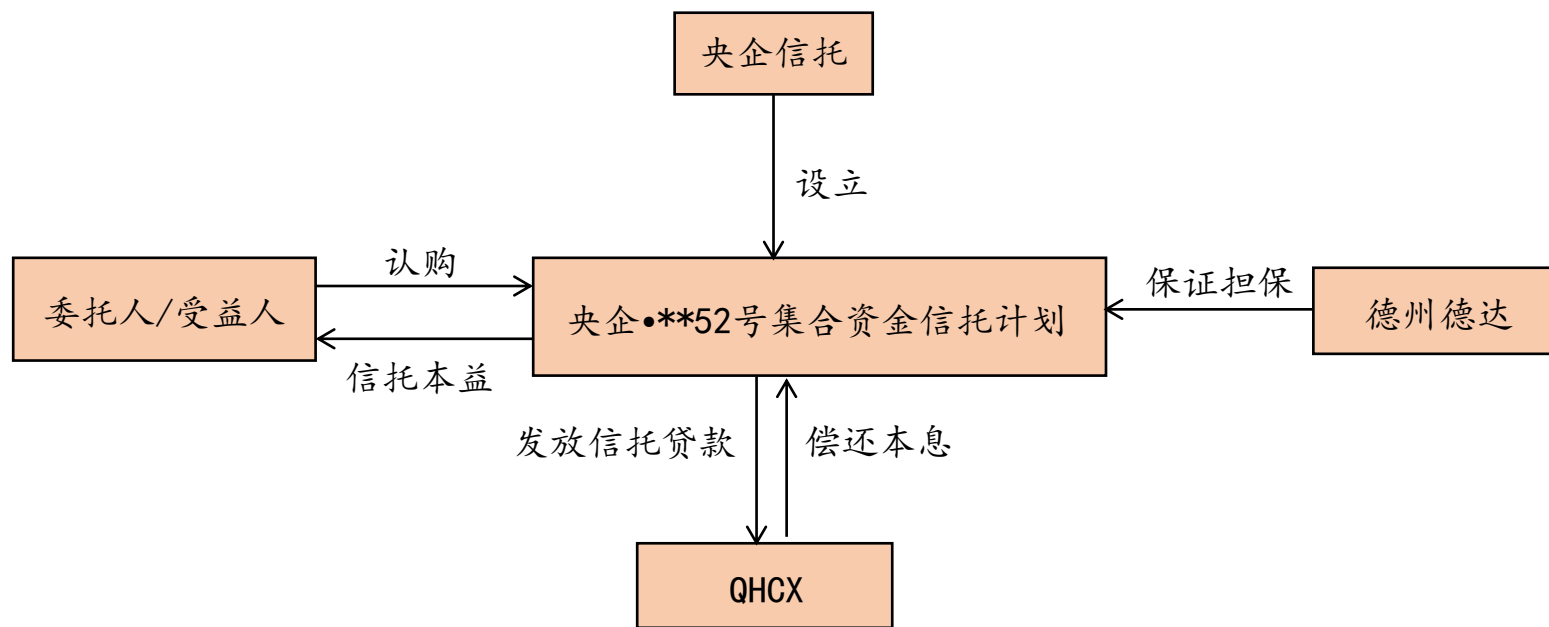 央企信托
设立
认购
保证担保
委托人/受益人
央企•**52号集合资金信托计划
德州德达
信托本益
发放信托贷款
偿还本息
QHCX